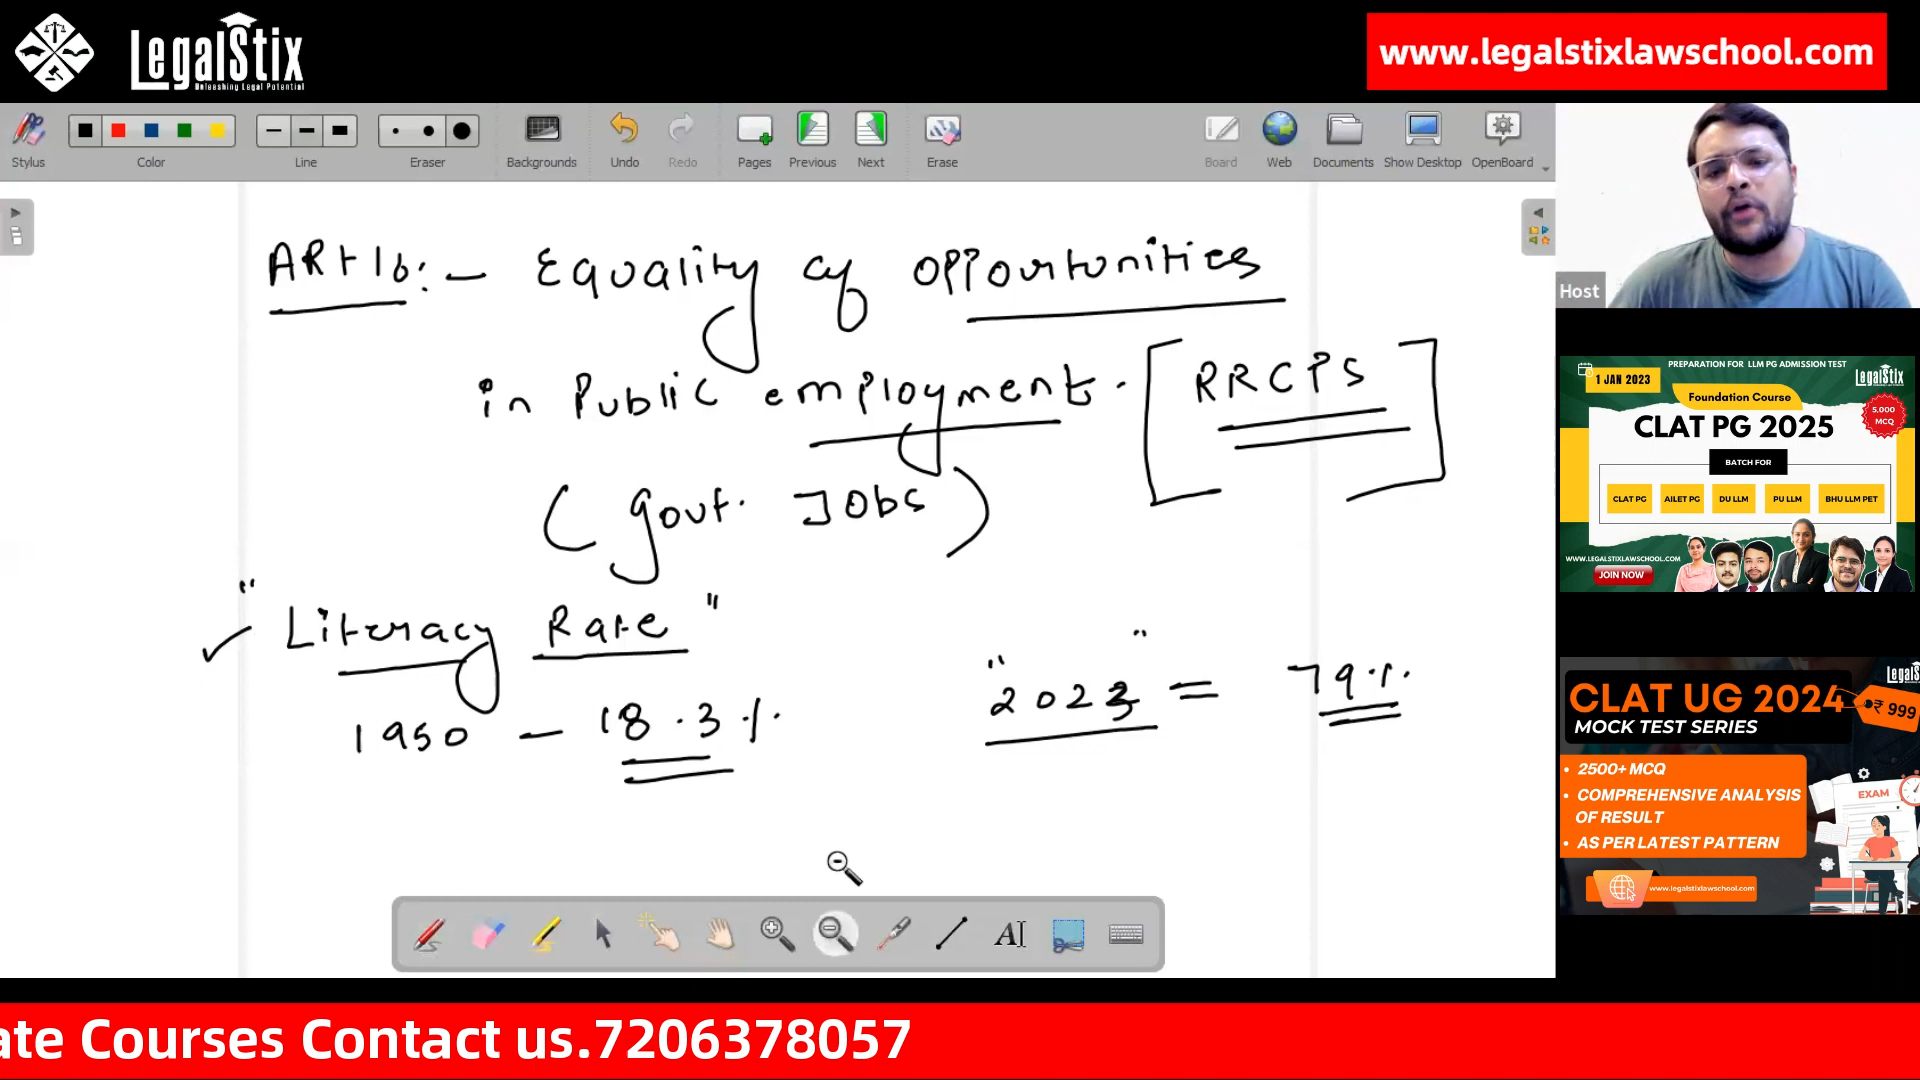 LegalStix
Unleashing Legal Potential
www.legalstixlawschool.com
Stylus
Color
Line
Eraser
Backgrounds
Undo
Redo
Pages
Previous
Next
Erase
Board
Web
Documents
Show Desktop
OpenBoard
Host
ART 16:- Equality of opportunities
in Public employment. [RRCPS]
(govt. Jobs)
"Literacy Rate"
1950 - 18.3%
"2023" = 79%
PREPARATION FOR LLM PG ADMISSION TEST
LegalStix
1 JAN 2023
Foundation Course
5,000
MCQ
CLAT PG 2025
BATCH FOR
CLAT PG
AILET PG
DU LLM
PU LLM
BHU LLM PET
WWW.LEGALSTIXLAWSCHOOL.COM
JOIN NOW
LegalS
CLAT UG 2024
₹ 999
MOCK TEST SERIES
• 2500+ MCQ
• COMPREHENSIVE ANALYSIS
OF RESULT
• AS PER LATEST PATTERN
EXAM
www.legalstixlawschool.com
AI
ate Courses Contact us.7206378057